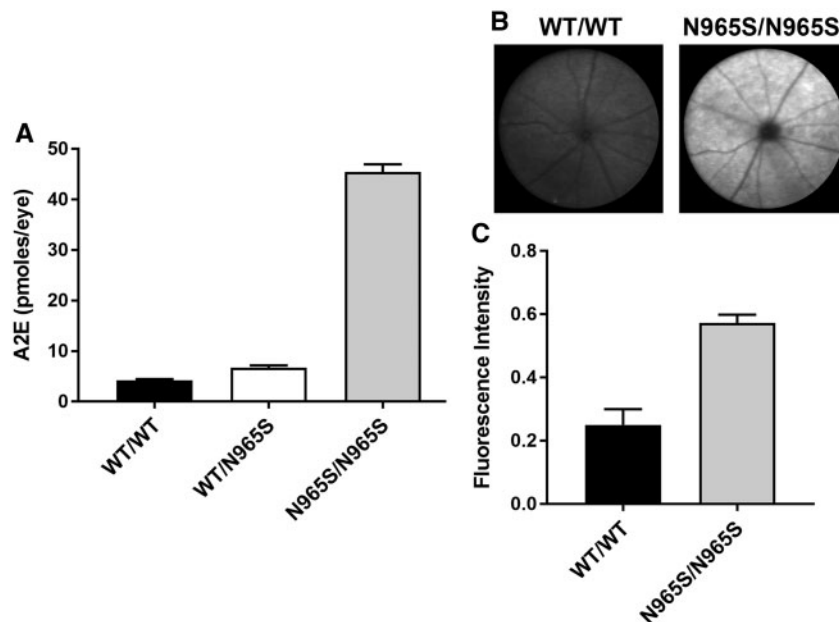 A
A2E (pmoles/eye)
50
40
30
20
10
0
WT/WT
WT/N965S
N965S/N965S
B
WT/WT
N965S/N965S
C
Fluorescence Intensity
0.8
0.6
0.4
0.2
0.0
WT/WT
N965S/N965S